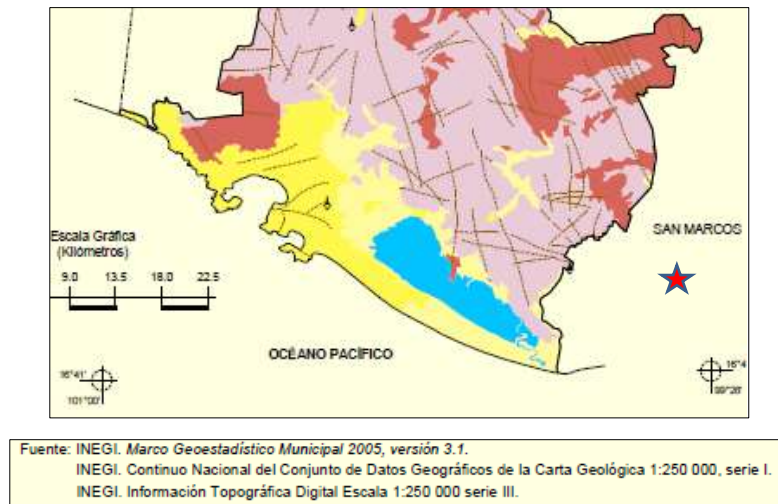 SAN MARCOS
Escala Gráfica
(Kilómetros)
9.0 13.5 18.0 22.5
OCÉANO PACÍFICO
16°41'
101°00'
16°4
99°26'
Fuente: INEGI. Marco Geoestadístico Municipal 2005, versión 3.1.
INEGI. Continuo Nacional del Conjunto de Datos Geográficos de la Carta Geológica 1:250 000, serie I.
INEGI. Información Topográfica Digital Escala 1:250 000 serie III.